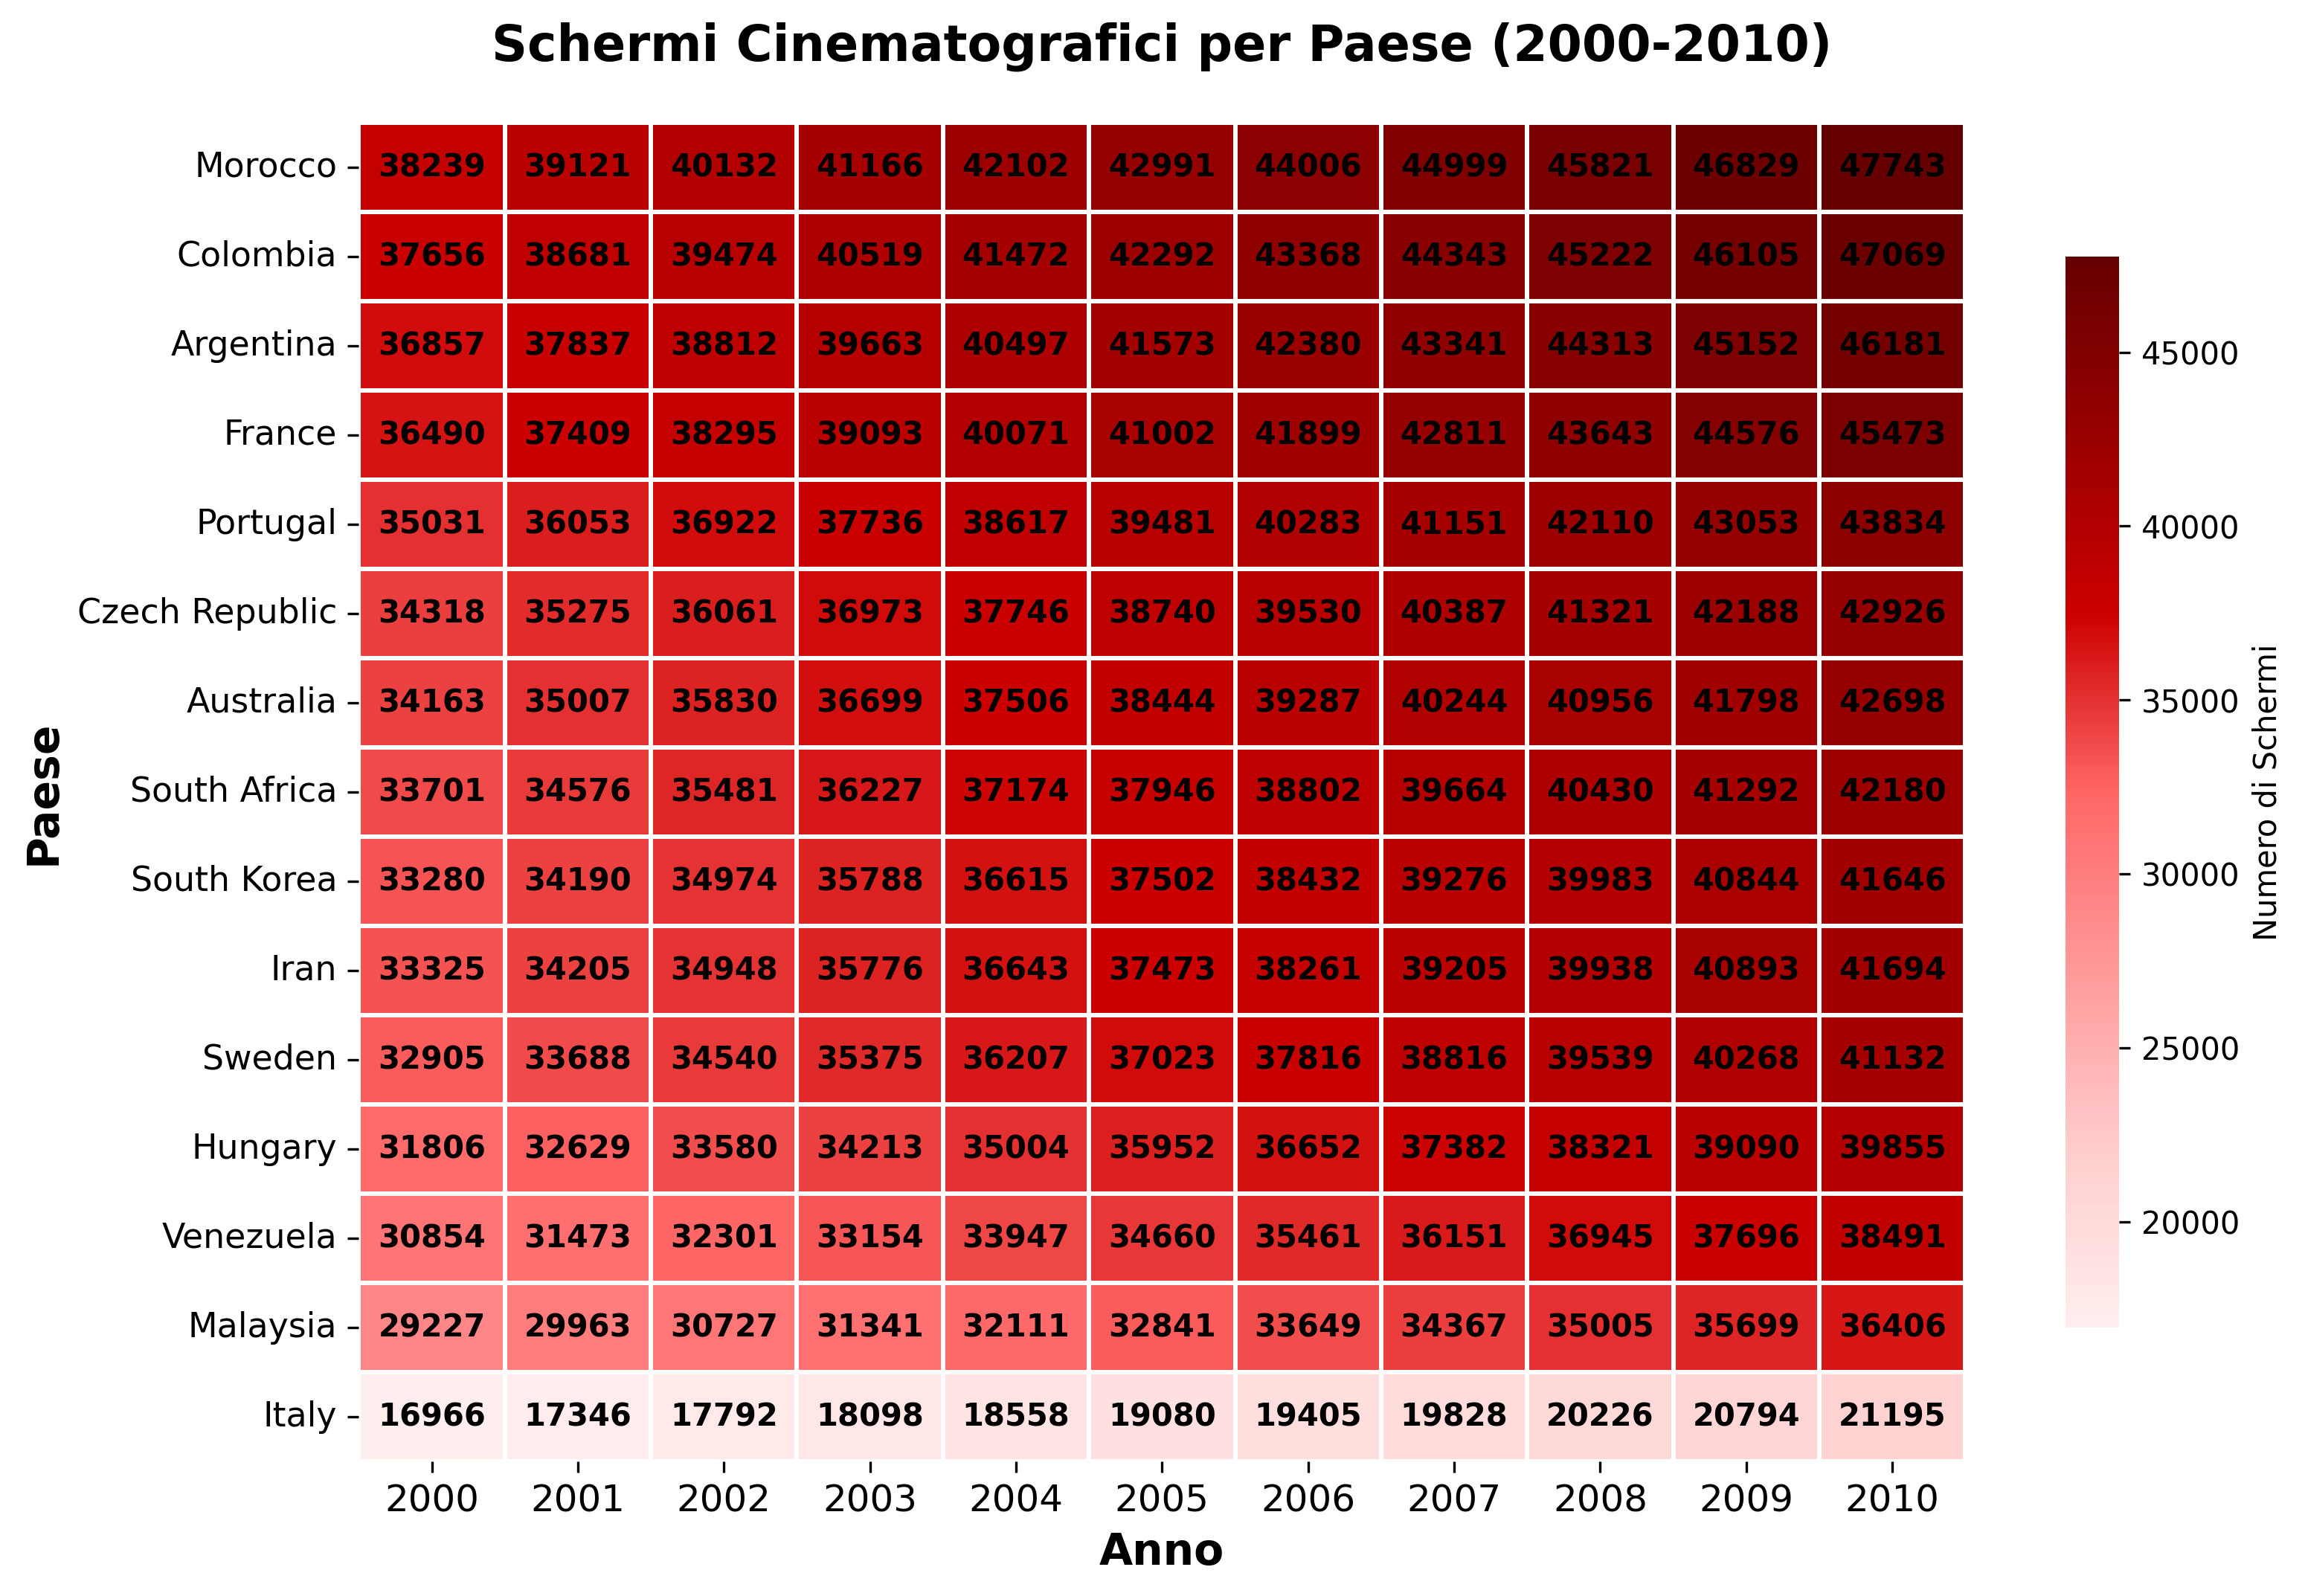 Schermi Cinematografici per Paese (2000-2010)
Morocco 38239 39121 40132 41166 42102 42991 44006 44999 45821 46829 47743
Colombia 37656 38681 39474 40519 41472 42292 43368 44343 45222 46105 47069
Argentina 36857 37837 38812 39663 40497 41573 42380 43341 44313 45152 46181
France 36490 37409 38295 39093 40071 41002 41899 42811 43643 44576 45473
Portugal 35031 36053 36922 37736 38617 39481 40283 41151 42110 43053 43834
Czech Republic 34318 35275 36061 36973 37746 38740 39530 40387 41321 42188 42926
Australia 34163 35007 35830 36699 37506 38444 39287 40244 40956 41798 42698
South Africa 33701 34576 35481 36227 37174 37946 38802 39664 40430 41292 42180
South Korea 33280 34190 34974 35788 36615 37502 38432 39276 39983 40844 41646
Iran 33325 34205 34948 35776 36643 37473 38261 39205 39938 40893 41694
Sweden 32905 33688 34540 35375 36207 37023 37816 38816 39539 40268 41132
Hungary 31806 32629 33580 34213 35004 35952 36652 37382 38321 39090 39855
Venezuela 30854 31473 32301 33154 33947 34660 35461 36151 36945 37696 38491
Malaysia 29227 29963 30727 31341 32111 32841 33649 34367 35005 35699 36406
Italy 16966 17346 17792 18098 18558 19080 19405 19828 20226 20794 21195
2000 2001 2002 2003 2004 2005 2006 2007 2008 2009 2010
Anno
Paese
45000
40000
35000
30000
25000
20000
Numero di Schermi